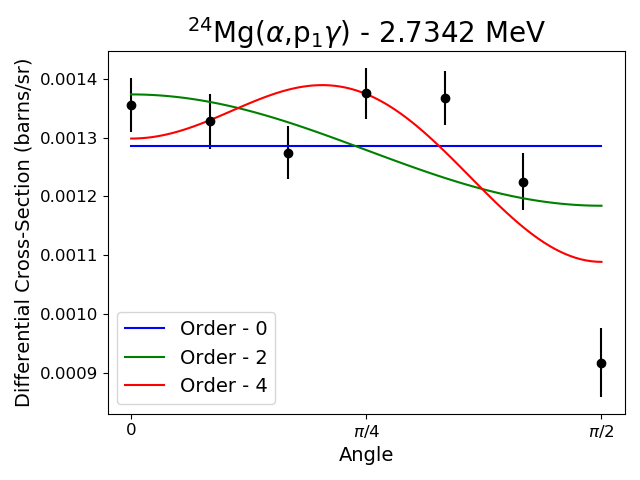 ²⁴Mg(α,p₁γ) - 2.7342 MeV
Differential Cross-Section (barns/sr)
0.0014
0.0013
0.0012
0.0011
0.0010
0.0009
Order - 0
Order - 2
Order - 4
0
π/4
π/2
Angle